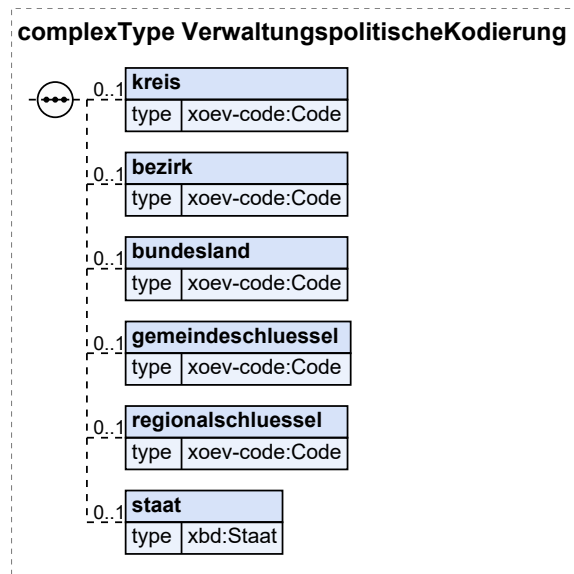 complexType VerwaltungspolitischeKodierung
0..1 kreis
type xoev-code:Code
0..1 bezirk
type xoev-code:Code
0..1 bundesland
type xoev-code:Code
0..1 gemeindeschluessel
type xoev-code:Code
0..1 regionalschluessel
type xoev-code:Code
0..1 staat
type xbd:Staat